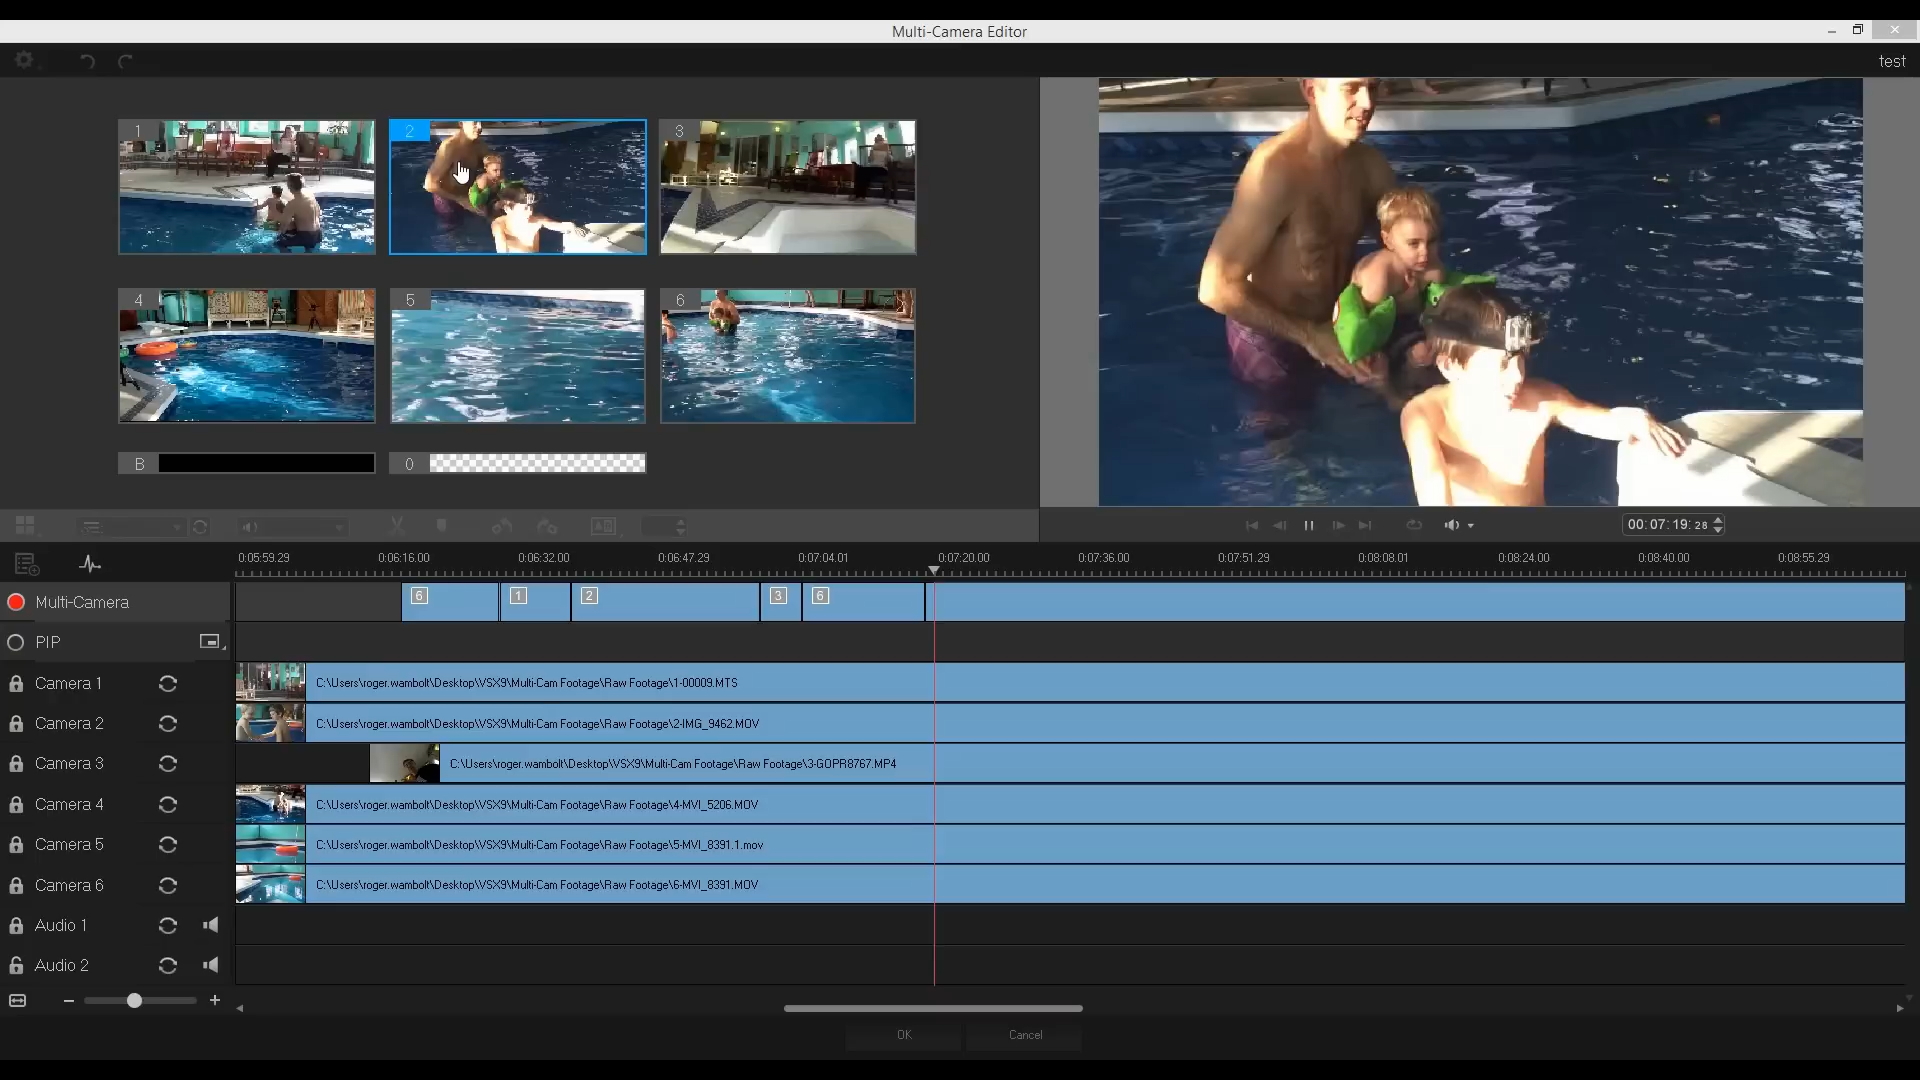 Multi-Camera Editor
test
1
2
3
4
5
6
B
0
00:07:19:28
0:05:59.29 0:06:16.00 0:06:32.00 0:06:47.29 0:07:04.01 0:07:20.00 0:07:36.00 0:07:51.29 0:08:08.01 0:08:24.00 0:08:40.00 0:08:55.29
Multi-Camera 6 1 2 3 6
PIP
Camera 1 C:\Users\roger.wambolt\Desktop\VSX9\Multi-Cam Footage\Raw Footage\1-00009.MTS
Camera 2 C:\Users\roger.wambolt\Desktop\VSX9\Multi-Cam Footage\Raw Footage\2-IMG_9462.MOV
Camera 3 C:\Users\roger.wambolt\Desktop\VSX9\Multi-Cam Footage\Raw Footage\3-GOPR8767.MP4
Camera 4 C:\Users\roger.wambolt\Desktop\VSX9\Multi-Cam Footage\Raw Footage\4-MVI_5206.MOV
Camera 5 C:\Users\roger.wambolt\Desktop\VSX9\Multi-Cam Footage\Raw Footage\5-MVI_8391.1.mov
Camera 6 C:\Users\roger.wambolt\Desktop\VSX9\Multi-Cam Footage\Raw Footage\6-MVI_8391.MOV
Audio 1
Audio 2
OK Cancel